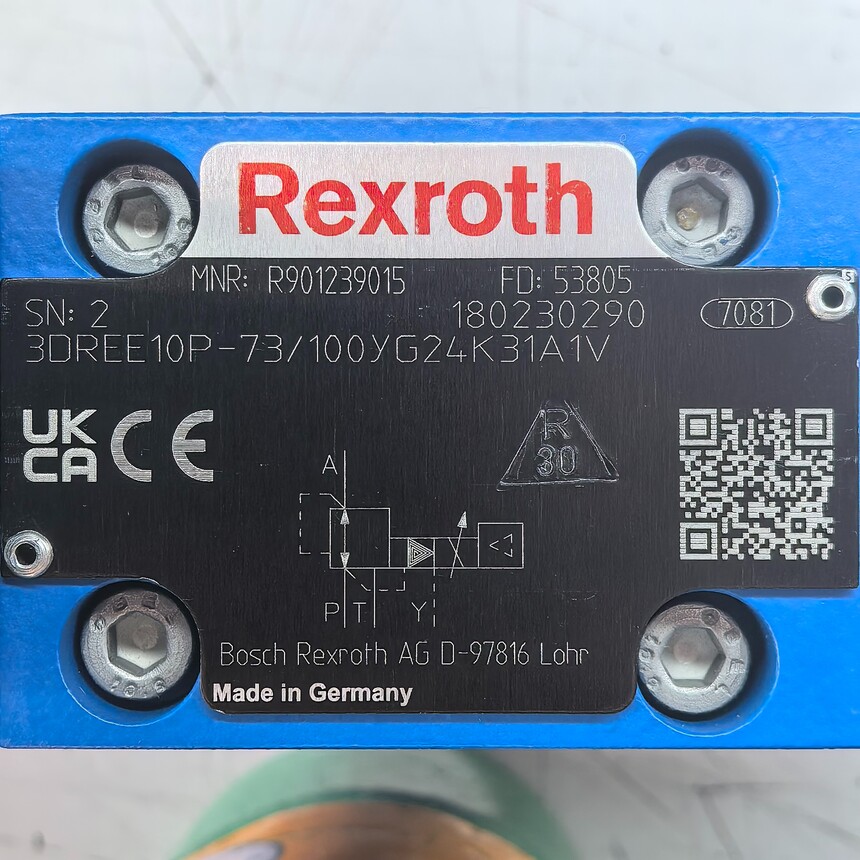 Rexroth
MNR: R901239015 FD: 53805
SN: 2 180230290 7081
3DREE10P-73/100YG24K31A1V
UK
CA CE
R
30
A
P T Y
Bosch Rexroth AG D-97816 Lohr
Made in Germany
S